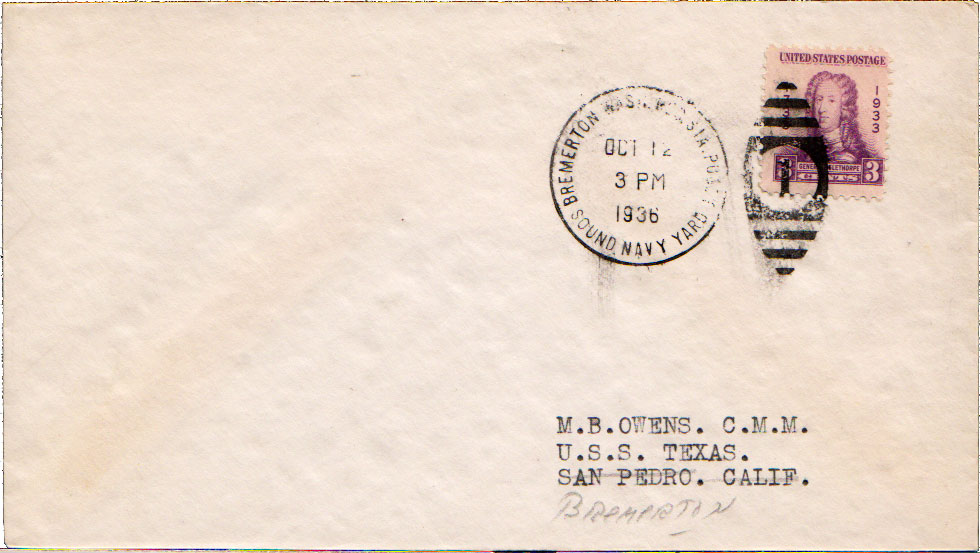 UNITED STATES POSTAGE
1933
GENERAL OGLETHORPE
3 3
BREMERTON WASH. SOUND NAVY YARD
OCT 12
3 PM
1936
M.B.OWENS. C.M.M.
U.S.S. TEXAS.
SAN PEDRO. CALIF.
BREMERTON